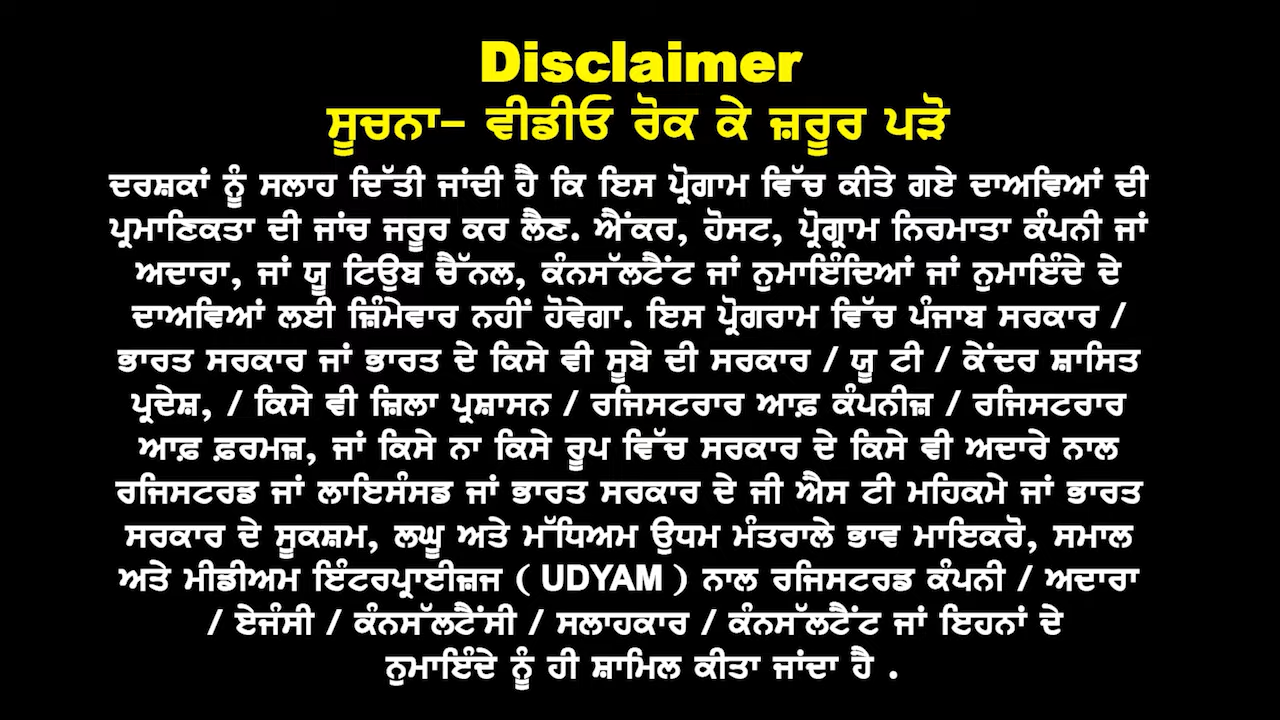 Disclaimer
ਸੂਚਨਾ- ਵੀਡੀਓ ਰੋਕ ਕੇ ਜ਼ਰੂਰ ਪੜੋ
ਦਰਸ਼ਕਾਂ ਨੂੰ ਸਲਾਹ ਦਿੱਤੀ ਜਾਂਦੀ ਹੈ ਕਿ ਇਸ ਪ੍ਰੋਗਾਮ ਵਿੱਚ ਕੀਤੇ ਗਏ ਦਾਅਵਿਆਂ ਦੀ
ਪ੍ਰਮਾਣਿਕਤਾ ਦੀ ਜਾਂਚ ਜਰੂਰ ਕਰ ਲੈਣ. ਐਂਕਰ, ਹੋਸਟ, ਪ੍ਰੋਗ੍ਰਾਮ ਨਿਰਮਾਤਾ ਕੰਪਨੀ ਜਾਂ
ਅਦਾਰਾ, ਜਾਂ ਯੂ ਟਿਊਬ ਚੈੱਨਲ, ਕੰਨਸੱਲਟੈਂਟ ਜਾਂ ਨੁਮਾਇੰਦਿਆਂ ਜਾਂ ਨੁਮਾਇੰਦੇ ਦੇ
ਦਾਅਵਿਆਂ ਲਈ ਜ਼ਿੰਮੇਵਾਰ ਨਹੀਂ ਹੋਵੇਗਾ. ਇਸ ਪ੍ਰੋਗਰਾਮ ਵਿੱਚ ਪੰਜਾਬ ਸਰਕਾਰ /
ਭਾਰਤ ਸਰਕਾਰ ਜਾਂ ਭਾਰਤ ਦੇ ਕਿਸੇ ਵੀ ਸੂਬੇ ਦੀ ਸਰਕਾਰ / ਯੂ ਟੀ / ਕੇਂਦਰ ਸ਼ਾਸਿਤ
ਪ੍ਰਦੇਸ਼, / ਕਿਸੇ ਵੀ ਜ਼ਿਲਾ ਪ੍ਰਸ਼ਾਸਨ / ਰਜਿਸਟਰਾਰ ਆਫ਼ ਕੰਪਨੀਜ਼ / ਰਜਿਸਟਰਾਰ
ਆਫ਼ ਫ਼ਰਮਜ਼, ਜਾਂ ਕਿਸੇ ਨਾ ਕਿਸੇ ਰੂਪ ਵਿੱਚ ਸਰਕਾਰ ਦੇ ਕਿਸੇ ਵੀ ਅਦਾਰੇ ਨਾਲ
ਰਜਿਸਟਰਡ ਜਾਂ ਲਾਇਸੰਸਡ ਜਾਂ ਭਾਰਤ ਸਰਕਾਰ ਦੇ ਜੀ ਐਸ ਟੀ ਮਹਿਕਮੇ ਜਾਂ ਭਾਰਤ
ਸਰਕਾਰ ਦੇ ਸੂਕਸ਼ਮ, ਲਘੂ ਅਤੇ ਮੱਧਿਅਮ ਉਧਮ ਮੰਤਰਾਲੇ ਭਾਵ ਮਾਇਕਰੋ, ਸਮਾਲ
ਅਤੇ ਮੀਡੀਅਮ ਇੰਟਰਪ੍ਰਾਈਜ਼ਜ ( UDYAM ) ਨਾਲ ਰਜਿਸਟਰਡ ਕੰਪਨੀ / ਅਦਾਰਾ
/ ਏਜੰਸੀ / ਕੰਨਸੱਲਟੈਂਸੀ / ਸਲਾਹਕਾਰ / ਕੰਨਸੱਲਟੈਂਟ ਜਾਂ ਇਹਨਾਂ ਦੇ
ਨੁਮਾਇੰਦੇ ਨੂੰ ਹੀ ਸ਼ਾਮਿਲ ਕੀਤਾ ਜਾਂਦਾ ਹੈ .